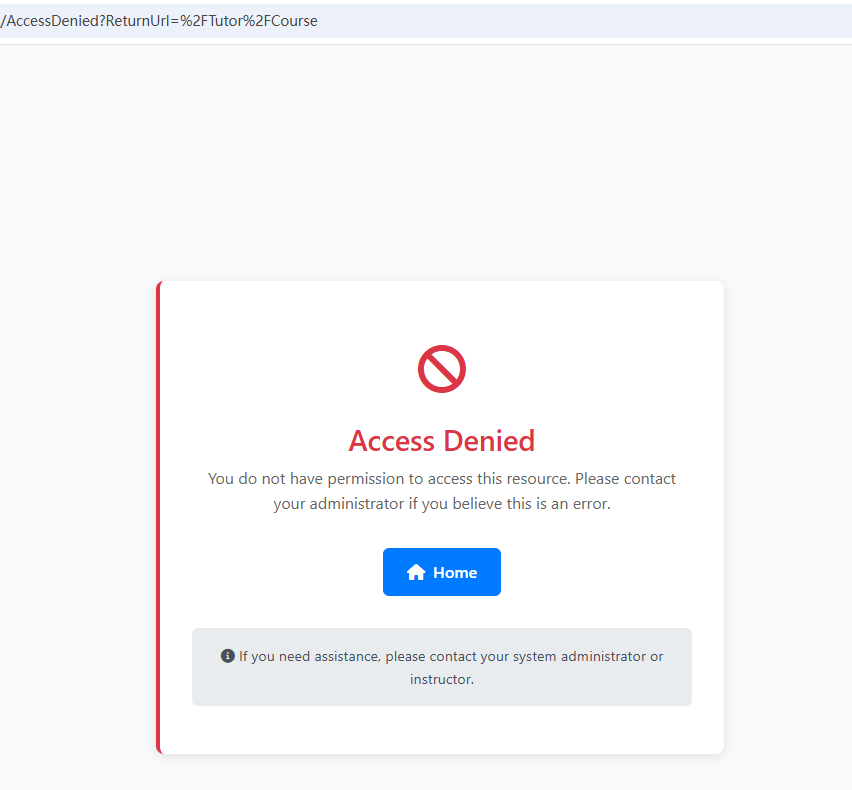 /AccessDenied?ReturnUrl=%2FTutor%2FCourse
Access Denied
You do not have permission to access this resource. Please contact
your administrator if you believe this is an error.
Home
If you need assistance, please contact your system administrator or
instructor.